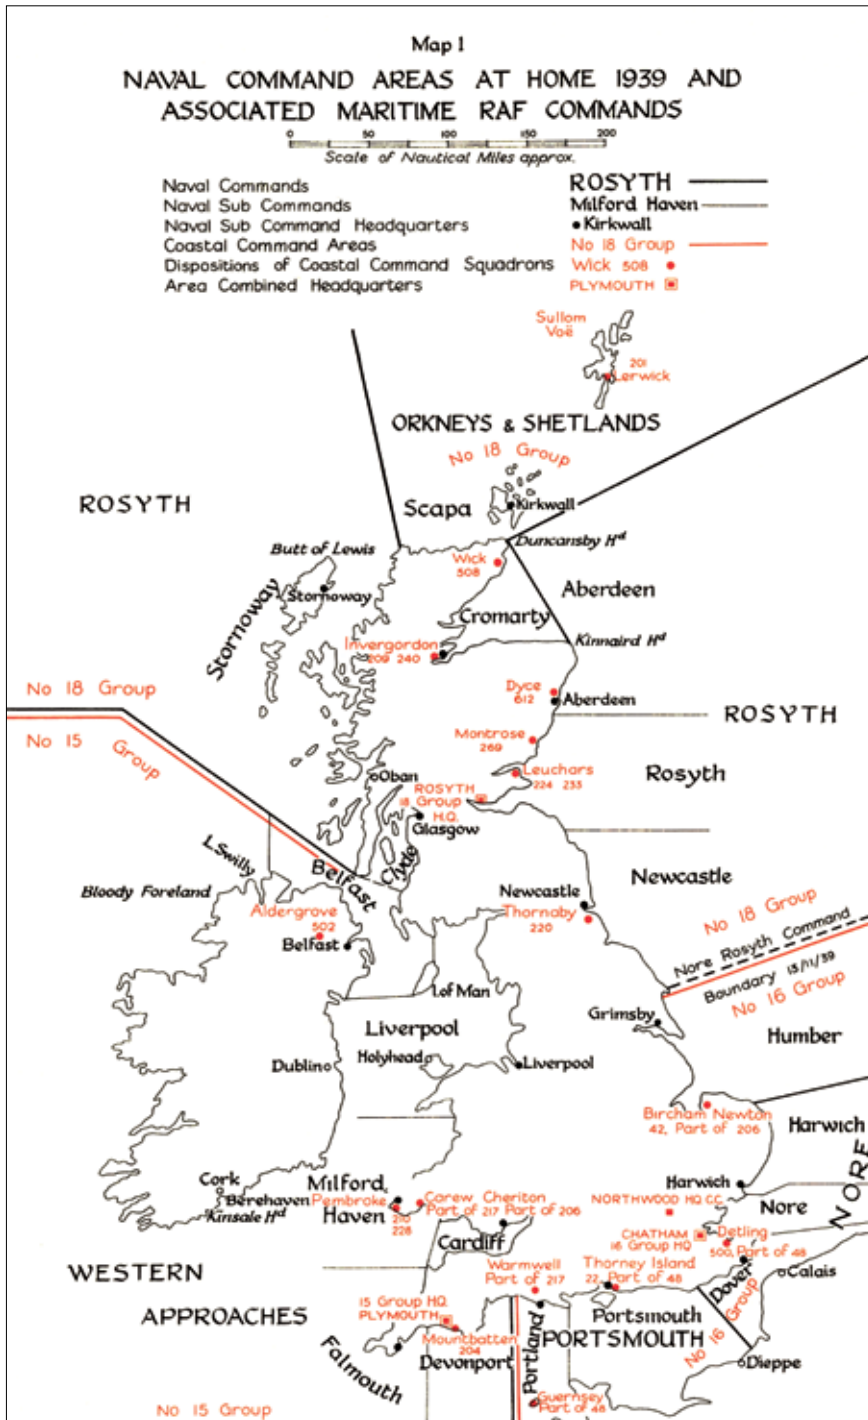 Map 1
NAVAL COMMAND AREAS AT HOME 1939 AND
ASSOCIATED MARITIME RAF COMMANDS
0 50 100 150 200
Scale of Nautical Miles approx.
Naval Commands ROSYTH
Naval Sub Commands Milford Haven
Naval Sub Command Headquarters Kirkwall
Coastal Command Areas No 18 Group
Dispositions of Coastal Command Squadrons Wick 508
Area Combined Headquarters PLYMOUTH
Sullom
Voë
201
Lerwick
ORKNEYS & SHETLANDS
No 18 Group
ROSYTH
Scapa
Kirkwall
Duncansby Hd
Butt of Lewis
Wick
508
Aberdeen
Stornoway
Stornoway
Cromarty
Invergordon
209 240
Kinnaird Hd
No 18 Group
Dyce
612
Aberdeen
ROSYTH
No 15 Group
Montrose
269
Oban
Leuchars
224 233
Rosyth
ROSYTH
18 Group
H.Q.
Glasgow
Clyde
L. Swilly
Belfast
Bloody Foreland
Newcastle
Newcastle
Aldergrove
502
Belfast
Thornaby
220
No 18 Group
Nore Rosyth Command
Boundary 13/11/39
No 16 Group
I. of Man
Grimsby
Liverpool
Humber
Dublin
Holyhead
Liverpool
Bircham Newton
42, Part of 206
Harwich
NORE
Cork
Berehaven
Kinsale Hd
Milford
Haven
Pembroke
210
228
Carew Cheriton
Part of 217 Part of 206
Harwich
NORTHWOOD HQ C.C.
Nore
Cardiff
CHATHAM
16 Group HQ
Detling
500, Part of 48
WESTERN
APPROACHES
Warmwell
Part of 217
Thorney Island
22, Part of 48
Dover
Calais
15 Group HQ.
PLYMOUTH
Mountbatten
204
Portsmouth
PORTSMOUTH
No 16 Group
Falmouth
Devonport
Portland
Dieppe
Guernsey
Part of 48
No 15 Group